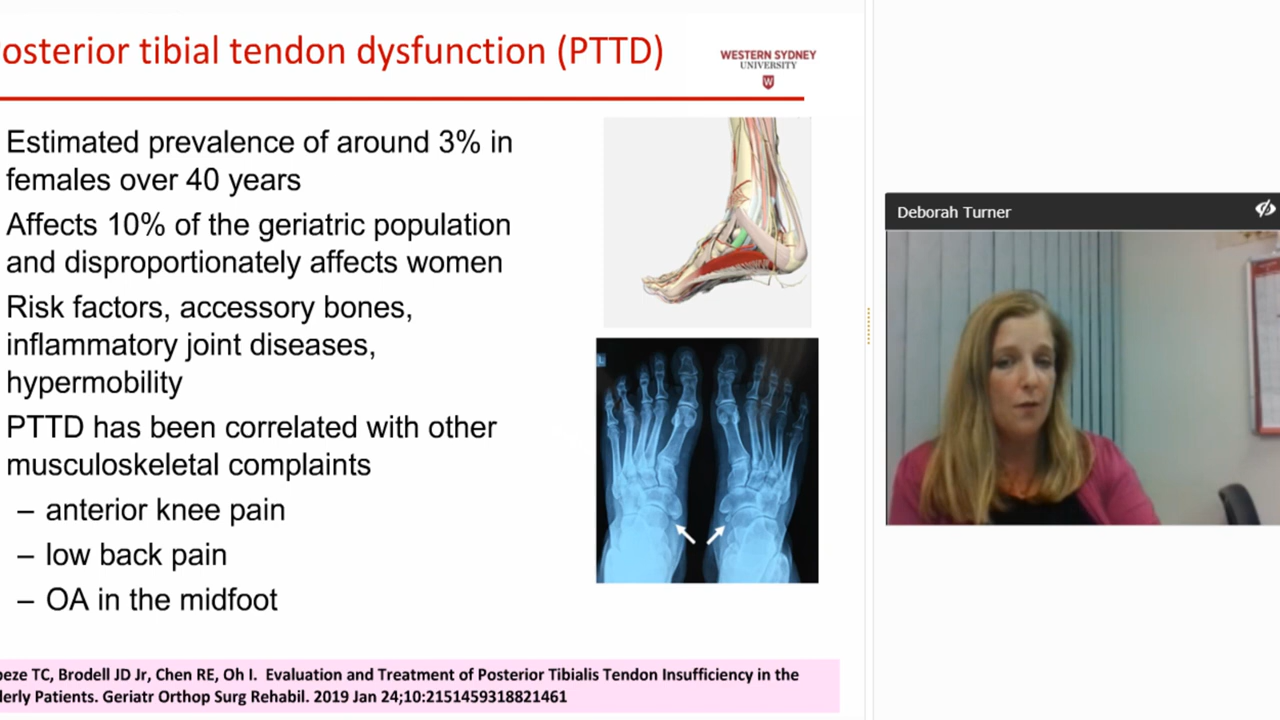 osterior tibial tendon dysfunction (PTTD)
WESTERN SYDNEY
UNIVERSITY
W
Estimated prevalence of around 3% in
females over 40 years
Affects 10% of the geriatric population
and disproportionately affects women
Risk factors, accessory bones,
inflammatory joint diseases,
hypermobility
PTTD has been correlated with other
musculoskeletal complaints
– anterior knee pain
– low back pain
– OA in the midfoot
eze TC, Brodell JD Jr, Chen RE, Oh I. Evaluation and Treatment of Posterior Tibialis Tendon Insufficiency in the
lerly Patients. Geriatr Orthop Surg Rehabil. 2019 Jan 24;10:2151459318821461
Deborah Turner